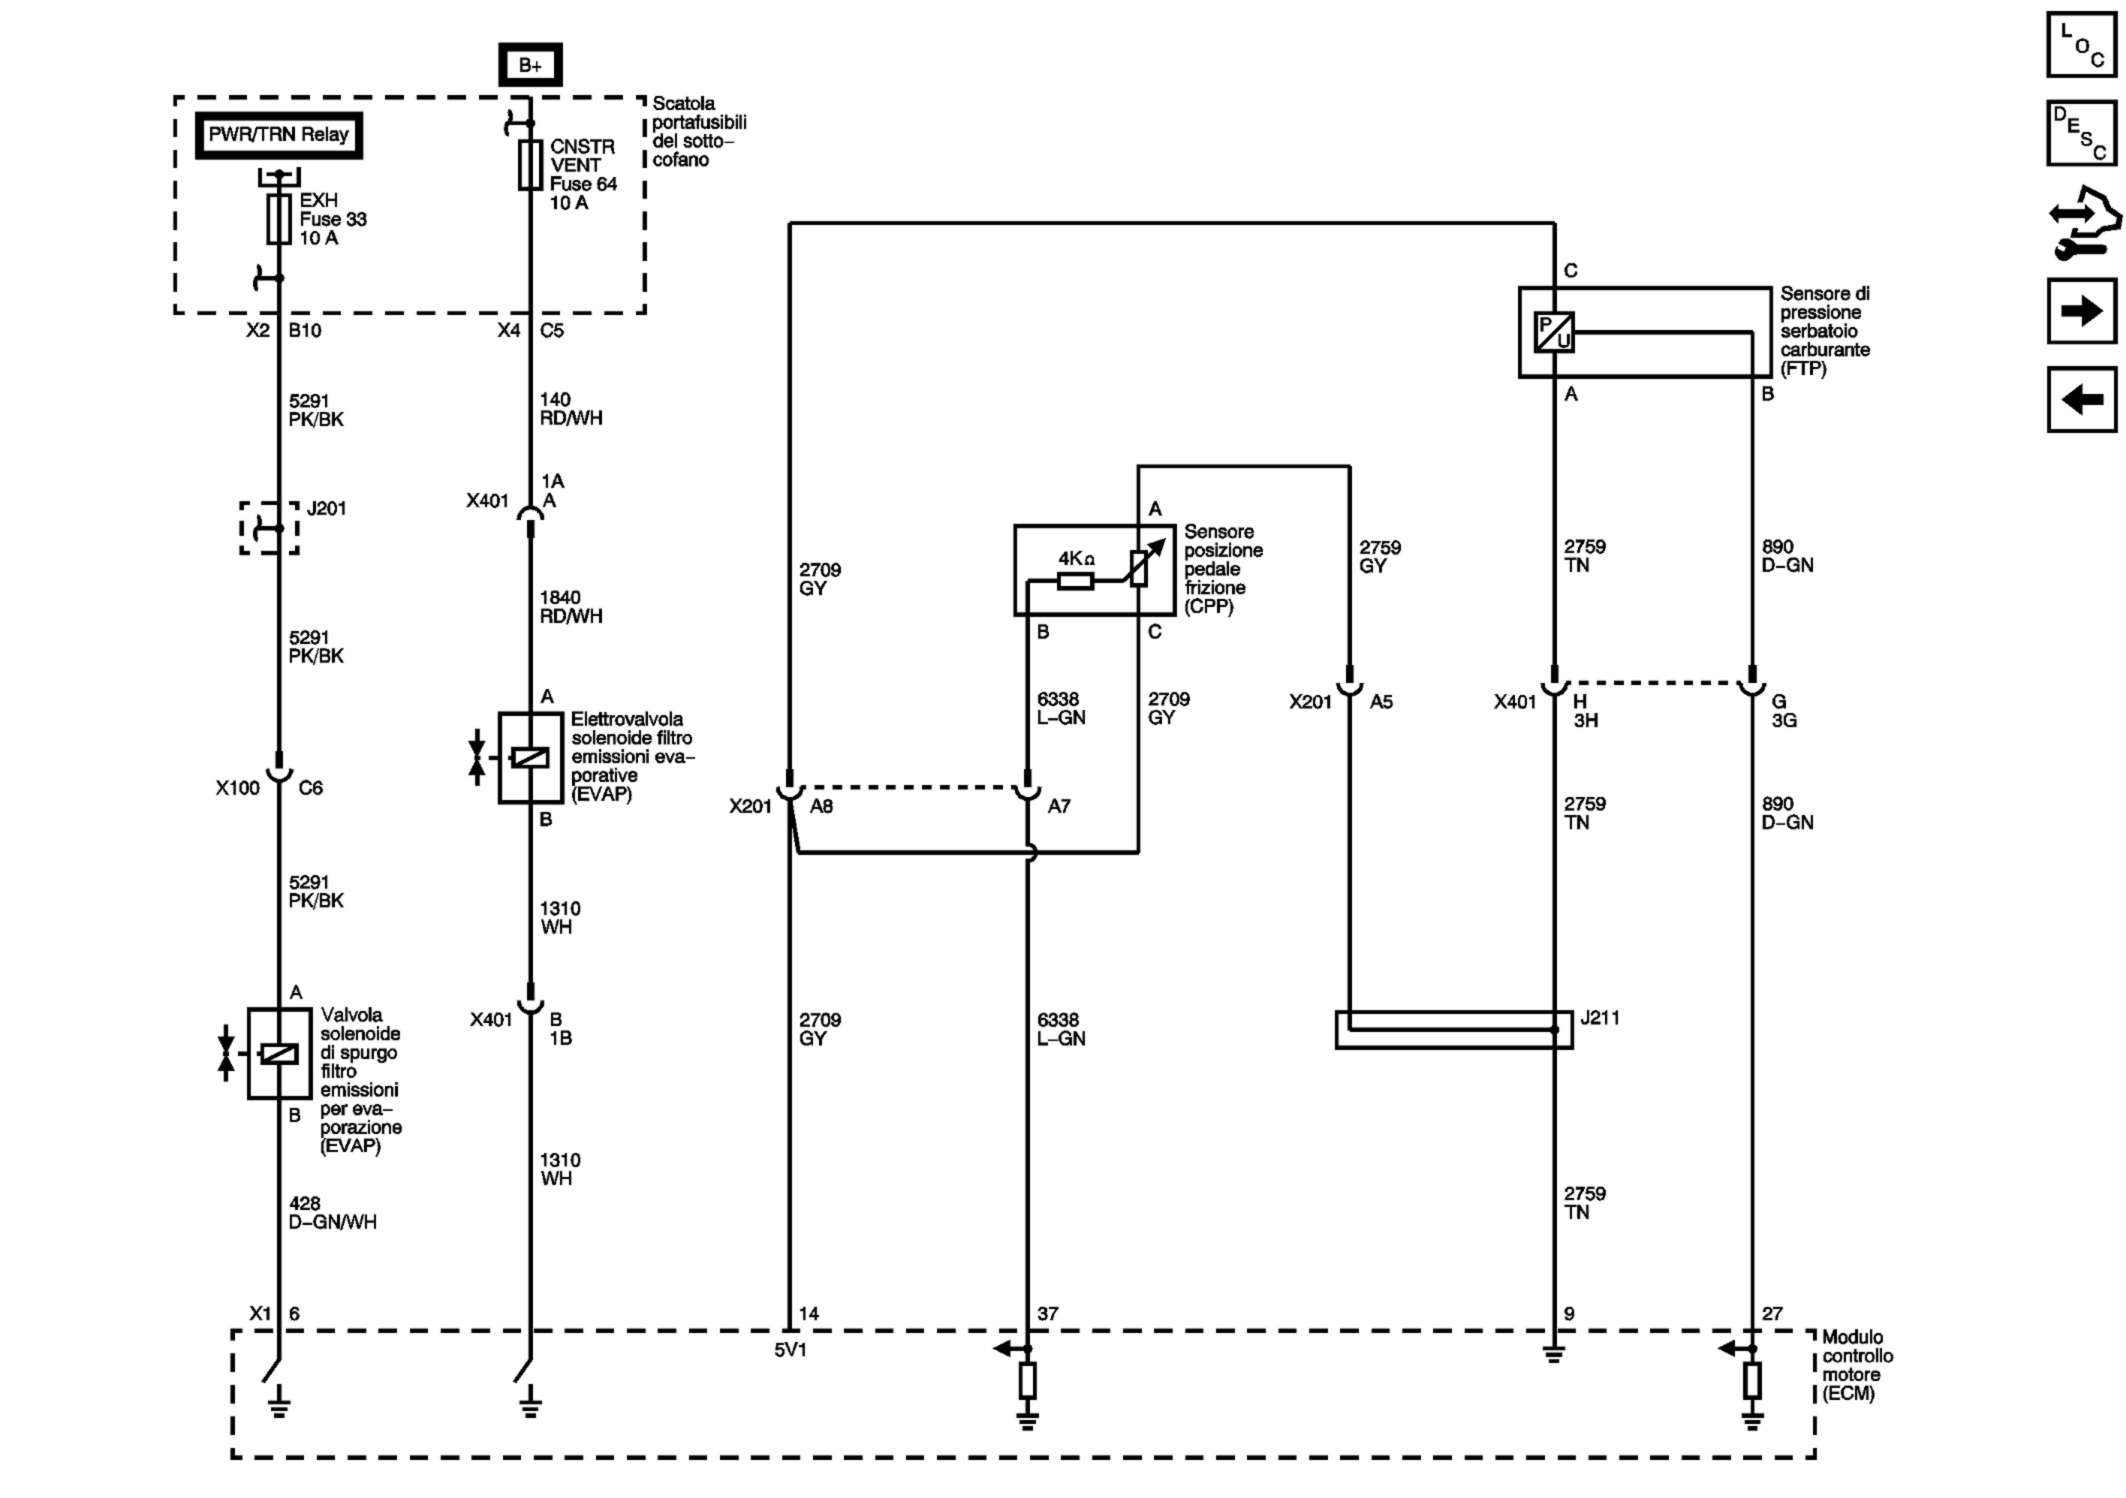 B+
L
O
C
D
E
S
C
PWR/TRN Relay
EXH
Fuse 33
10 A
CNSTR
VENT
Fuse 64
10 A
Scatola
portafusibili
del sotto–
cofano
X2 B10
X4 C5
5291
PK/BK
140
RD/WH
J201
X401
1A
A
5291
PK/BK
1840
RD/WH
X100 C6
A
Elettrovalvola
solenoide filtro
emissioni eva–
porative
(EVAP)
B
5291
PK/BK
1310
WH
A
Valvola
solenoide
di spurgo
filtro
emissioni
per eva–
porazione
(EVAP)
B
X401 B
1B
428
D–GN/WH
1310
WH
C
P
U
Sensore di
pressione
serbatoio
carburante
(FTP)
A
B
A
4KΩ
Sensore
posizione
pedale
frizione
(CPP)
B
C
2709
GY
2759
GY
2759
TN
890
D–GN
6338
L–GN
2709
GY
X201 A5
X401 H
3H
G
3G
X201 A8
A7
2759
TN
890
D–GN
2709
GY
6338
L–GN
J211
2759
TN
X1 6
14
37
9
27
5V1
Modulo
controllo
motore
(ECM)